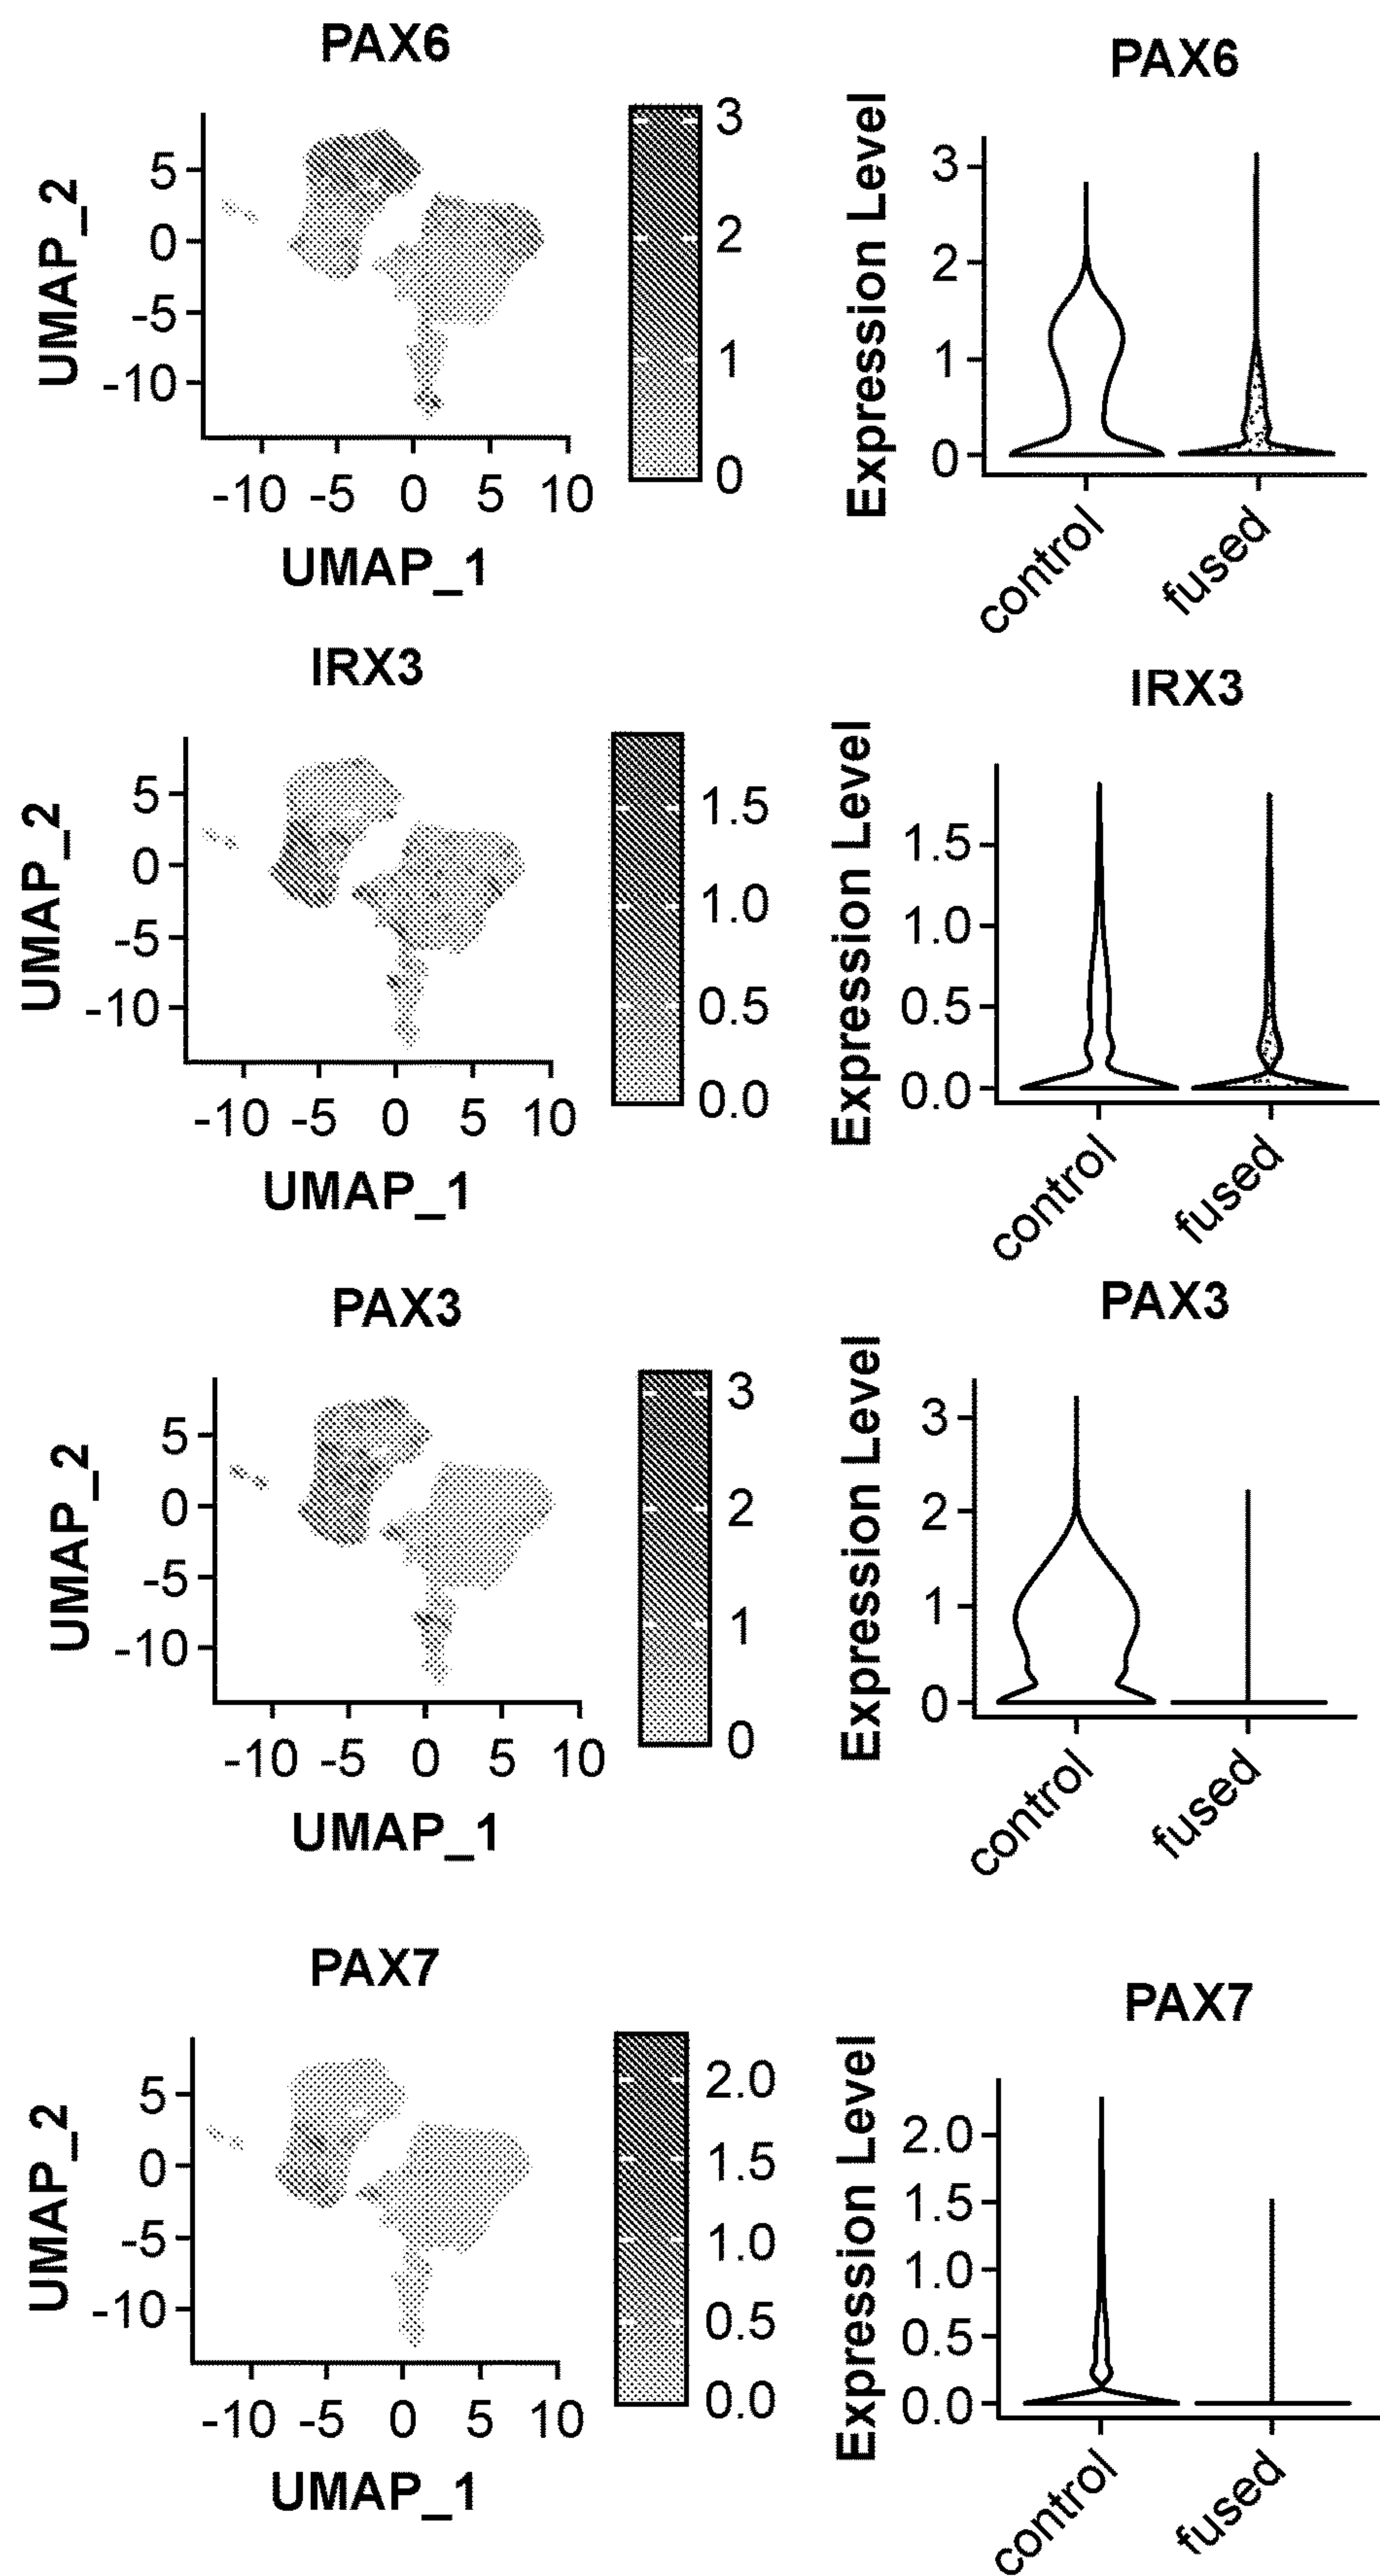 PAX6
UMAP_2
5
0
-5
-10
-10 -5 0 5 10
UMAP_1
3
2
1
0
PAX6
Expression Level
3
2
1
0
control
fused
IRX3
UMAP_2
5
0
-5
-10
-10 -5 0 5 10
UMAP_1
1.5
1.0
0.5
0.0
IRX3
Expression Level
1.5
1.0
0.5
0.0
control
fused
PAX3
UMAP_2
5
0
-5
-10
-10 -5 0 5 10
UMAP_1
3
2
1
0
PAX3
Expression Level
3
2
1
0
control
fused
PAX7
UMAP_2
5
0
-5
-10
-10 -5 0 5 10
UMAP_1
2.0
1.5
1.0
0.5
0.0
PAX7
Expression Level
2.0
1.5
1.0
0.5
0.0
control
fused